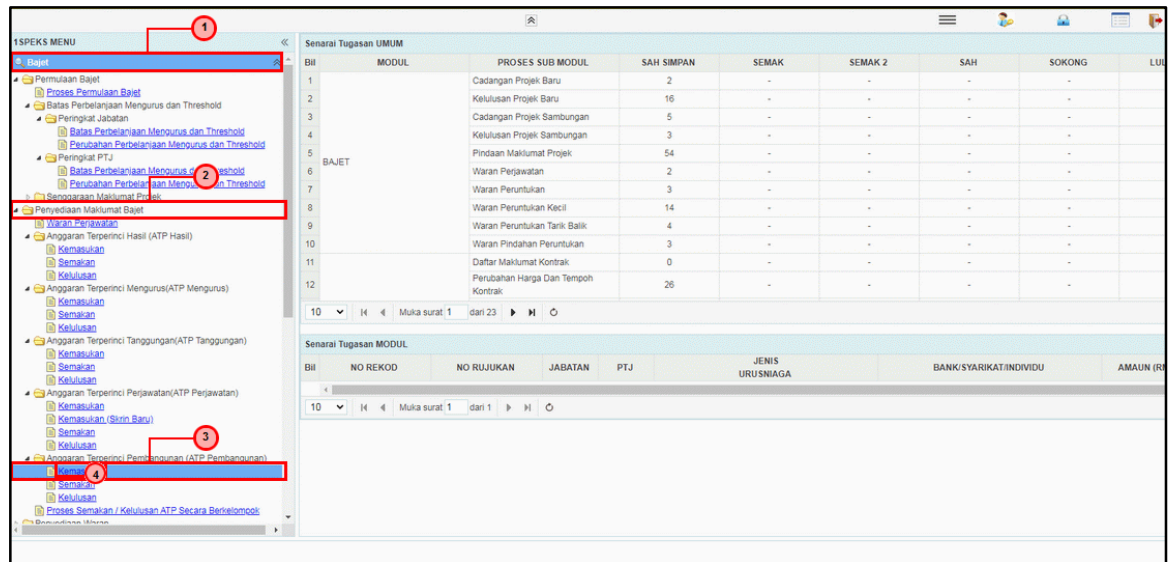 1
1SPEKS MENU
Bajet
Permulaan Bajet
Proses Permulaan Bajet
Batas Perbelanjaan Mengurus dan Threshold
Peringkat Jabatan
Batas Perbelanjaan Mengurus dan Threshold
Perubahan Perbelanjaan Mengurus dan Threshold
Peringkat PTJ
Batas Perbelanjaan Mengurus d eshold
2
Perubahan Perbelanjaan Mengu an Threshold
Senggaraan Maklumat Projek
Penyediaan Maklumat Bajet
Waran Perjawatan
Anggaran Terperinci Hasil (ATP Hasil)
Kemasukan
Semakan
Kelulusan
Anggaran Terperinci Mengurus(ATP Mengurus)
Kemasukan
Semakan
Kelulusan
Anggaran Terperinci Tanggungan(ATP Tanggungan)
Kemasukan
Semakan
Kelulusan
Anggaran Terperinci Perjawatan(ATP Perjawatan)
Kemasukan
Kemasukan (Skrin Baru)
Semakan
Kelulusan
3
Anggaran Terperinci Pembangunan (ATP Pembangunan)
Kemas
4
Semakan
Kelulusan
Proses Semakan / Kelulusan ATP Secara Berkelompok
Penyediaan Waran
Senarai Tugasan UMUM
Bil MODUL PROSES SUB MODUL SAH SIMPAN SEMAK SEMAK 2 SAH SOKONG LUL
1 Cadangan Projek Baru 2 - - - -
2 Kelulusan Projek Baru 16 - - - -
3 Cadangan Projek Sambungan 5 - - - -
4 Kelulusan Projek Sambungan 3 - - - -
5 Pindaan Maklumat Projek 54 - - - -
BAJET
6 Waran Perjawatan 2 - - - -
7 Waran Peruntukan 3 - - - -
8 Waran Peruntukan Kecil 14 - - - -
9 Waran Peruntukan Tarik Balik 4 - - - -
10 Waran Pindahan Peruntukan 3 - - - -
11 Daftar Maklumat Kontrak 0 - - - -
12 Perubahan Harga Dan Tempoh Kontrak 26 - - - -
10 Muka surat 1 dari 23
Senarai Tugasan MODUL
Bil NO REKOD NO RUJUKAN JABATAN PTJ JENIS URUSNIAGA BANK/SYARIKAT/INDIVIDU AMAUN (RM
10 Muka surat 1 dari 1